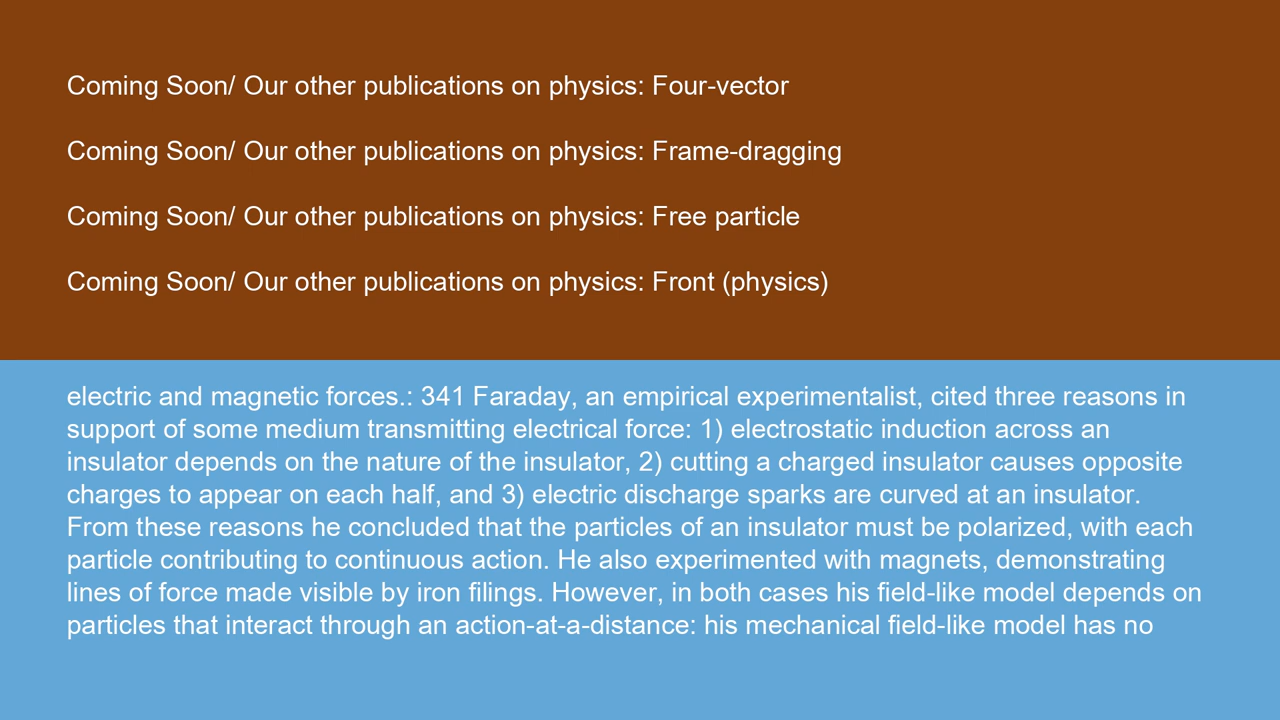 Coming Soon/ Our other publications on physics: Four-vector
Coming Soon/ Our other publications on physics: Frame-dragging
Coming Soon/ Our other publications on physics: Free particle
Coming Soon/ Our other publications on physics: Front (physics)
electric and magnetic forces.: 341 Faraday, an empirical experimentalist, cited three reasons in
support of some medium transmitting electrical force: 1) electrostatic induction across an
insulator depends on the nature of the insulator, 2) cutting a charged insulator causes opposite
charges to appear on each half, and 3) electric discharge sparks are curved at an insulator.
From these reasons he concluded that the particles of an insulator must be polarized, with each
particle contributing to continuous action. He also experimented with magnets, demonstrating
lines of force made visible by iron filings. However, in both cases his field-like model depends on
particles that interact through an action-at-a-distance: his mechanical field-like model has no